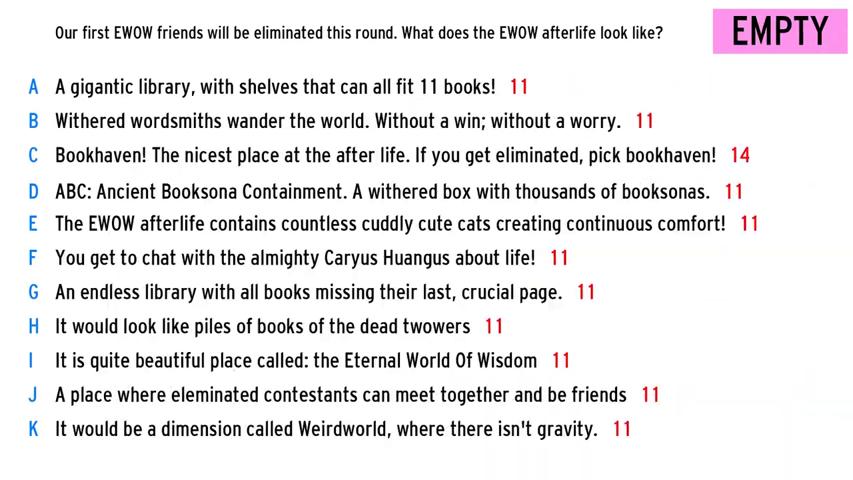 Our first EWOW friends will be eliminated this round. What does the EWOW afterlife look like?
EMPTY
A A gigantic library, with shelves that can all fit 11 books! 11
B Withered wordsmiths wander the world. Without a win; without a worry. 11
C Bookhaven! The nicest place at the after life. If you get eliminated, pick bookhaven! 14
D ABC: Ancient Booksona Containment. A withered box with thousands of booksonas. 11
E The EWOW afterlife contains countless cuddly cute cats creating continuous comfort! 11
F You get to chat with the almighty Caryus Huangus about life! 11
G An endless library with all books missing their last, crucial page. 11
H It would look like piles of books of the dead twowers 11
I It is quite beautiful place called: the Eternal World Of Wisdom 11
J A place where eleminated contestants can meet together and be friends 11
K It would be a dimension called Weirdworld, where there isn't gravity. 11